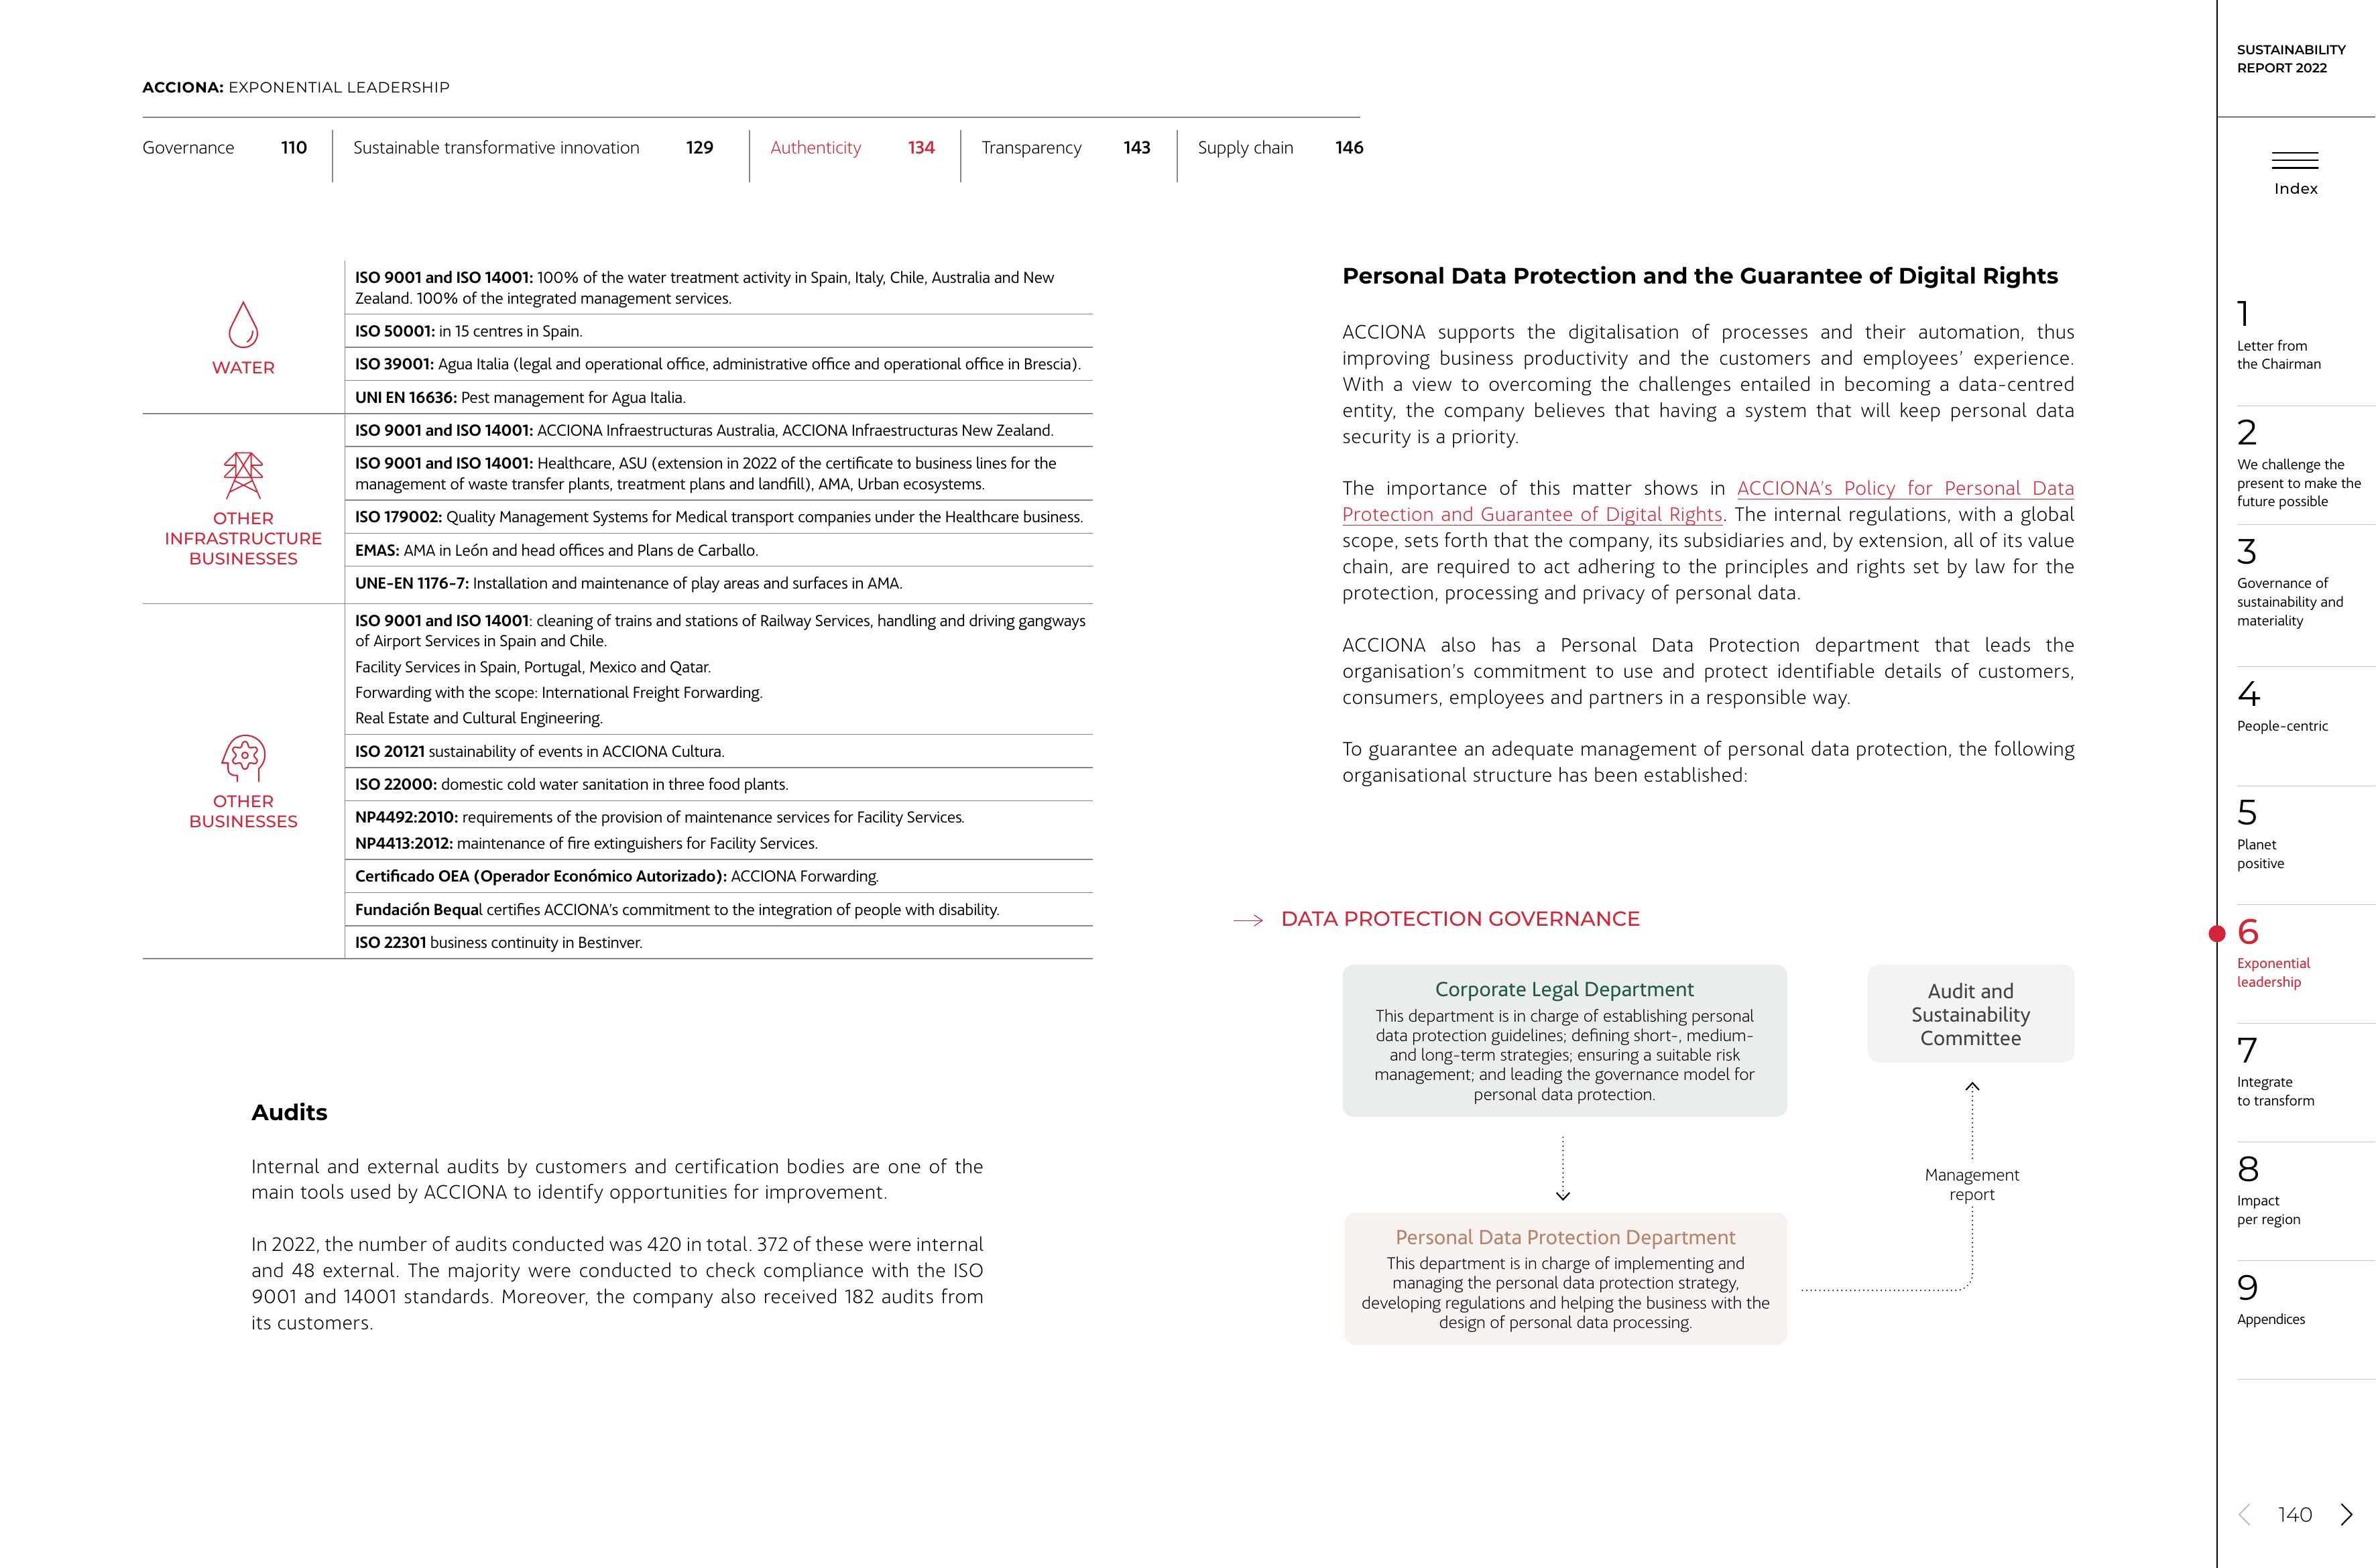 ACCIONA: EXPONENTIAL LEADERSHIP
Governance 110
Sustainable transformative innovation 129
Authenticity 134
Transparency 143
Supply chain 146
WATER
ISO 9001 and ISO 14001: 100% of the water treatment activity in Spain, Italy, Chile, Australia and New
Zealand. 100% of the integrated management services.
ISO 50001: in 15 centres in Spain.
ISO 39001: Agua Italia (legal and operational office, administrative office and operational office in Brescia).
UNI EN 16636: Pest management for Agua Italia.
OTHER
INFRASTRUCTURE
BUSINESSES
ISO 9001 and ISO 14001: ACCIONA Infraestructuras Australia, ACCIONA Infraestructuras New Zealand.
ISO 9001 and ISO 14001: Healthcare, ASU (extension in 2022 of the certificate to business lines for the
management of waste transfer plants, treatment plans and landfill), AMA, Urban ecosystems.
ISO 179002: Quality Management Systems for Medical transport companies under the Healthcare business.
EMAS: AMA in León and head offices and Plans de Carballo.
UNE-EN 1176-7: Installation and maintenance of play areas and surfaces in AMA.
OTHER
BUSINESSES
ISO 9001 and ISO 14001: cleaning of trains and stations of Railway Services, handling and driving gangways
of Airport Services in Spain and Chile.
Facility Services in Spain, Portugal, Mexico and Qatar.
Forwarding with the scope: International Freight Forwarding.
Real Estate and Cultural Engineering.
ISO 20121 sustainability of events in ACCIONA Cultura.
ISO 22000: domestic cold water sanitation in three food plants.
NP4492:2010: requirements of the provision of maintenance services for Facility Services.
NP4413:2012: maintenance of fire extinguishers for Facility Services.
Certificado OEA (Operador Económico Autorizado): ACCIONA Forwarding.
Fundación Bequal certifies ACCIONA's commitment to the integration of people with disability.
ISO 22301 business continuity in Bestinver.
Audits
Internal and external audits by customers and certification bodies are one of the
main tools used by ACCIONA to identify opportunities for improvement.
In 2022, the number of audits conducted was 420 in total. 372 of these were internal
and 48 external. The majority were conducted to check compliance with the ISO
9001 and 14001 standards. Moreover, the company also received 182 audits from
its customers.
Personal Data Protection and the Guarantee of Digital Rights
ACCIONA supports the digitalisation of processes and their automation, thus
improving business productivity and the customers and employees' experience.
With a view to overcoming the challenges entailed in becoming a data-centred
entity, the company believes that having a system that will keep personal data
security is a priority.
The importance of this matter shows in ACCIONA's Policy for Personal Data
Protection and Guarantee of Digital Rights. The internal regulations, with a global
scope, sets forth that the company, its subsidiaries and, by extension, all of its value
chain, are required to act adhering to the principles and rights set by law for the
protection, processing and privacy of personal data.
ACCIONA also has a Personal Data Protection department that leads the
organisation's commitment to use and protect identifiable details of customers,
consumers, employees and partners in a responsible way.
To guarantee an adequate management of personal data protection, the following
organisational structure has been established:
DATA PROTECTION GOVERNANCE
Corporate Legal Department
This department is in charge of establishing personal
data protection guidelines; defining short-, medium-
and long-term strategies; ensuring a suitable risk
management; and leading the governance model for
personal data protection.
Audit and
Sustainability
Committee
Management
report
Personal Data Protection Department
This department is in charge of implementing and
managing the personal data protection strategy,
developing regulations and helping the business with the
design of personal data processing.
SUSTAINABILITY
REPORT 2022
Index
1
Letter from
the Chairman
2
We challenge the
present to make the
future possible
3
Governance of
sustainability and
materiality
4
People-centric
5
Planet
positive
6
Exponential
leadership
7
Integrate
to transform
8
Impact
per region
9
Appendices
140